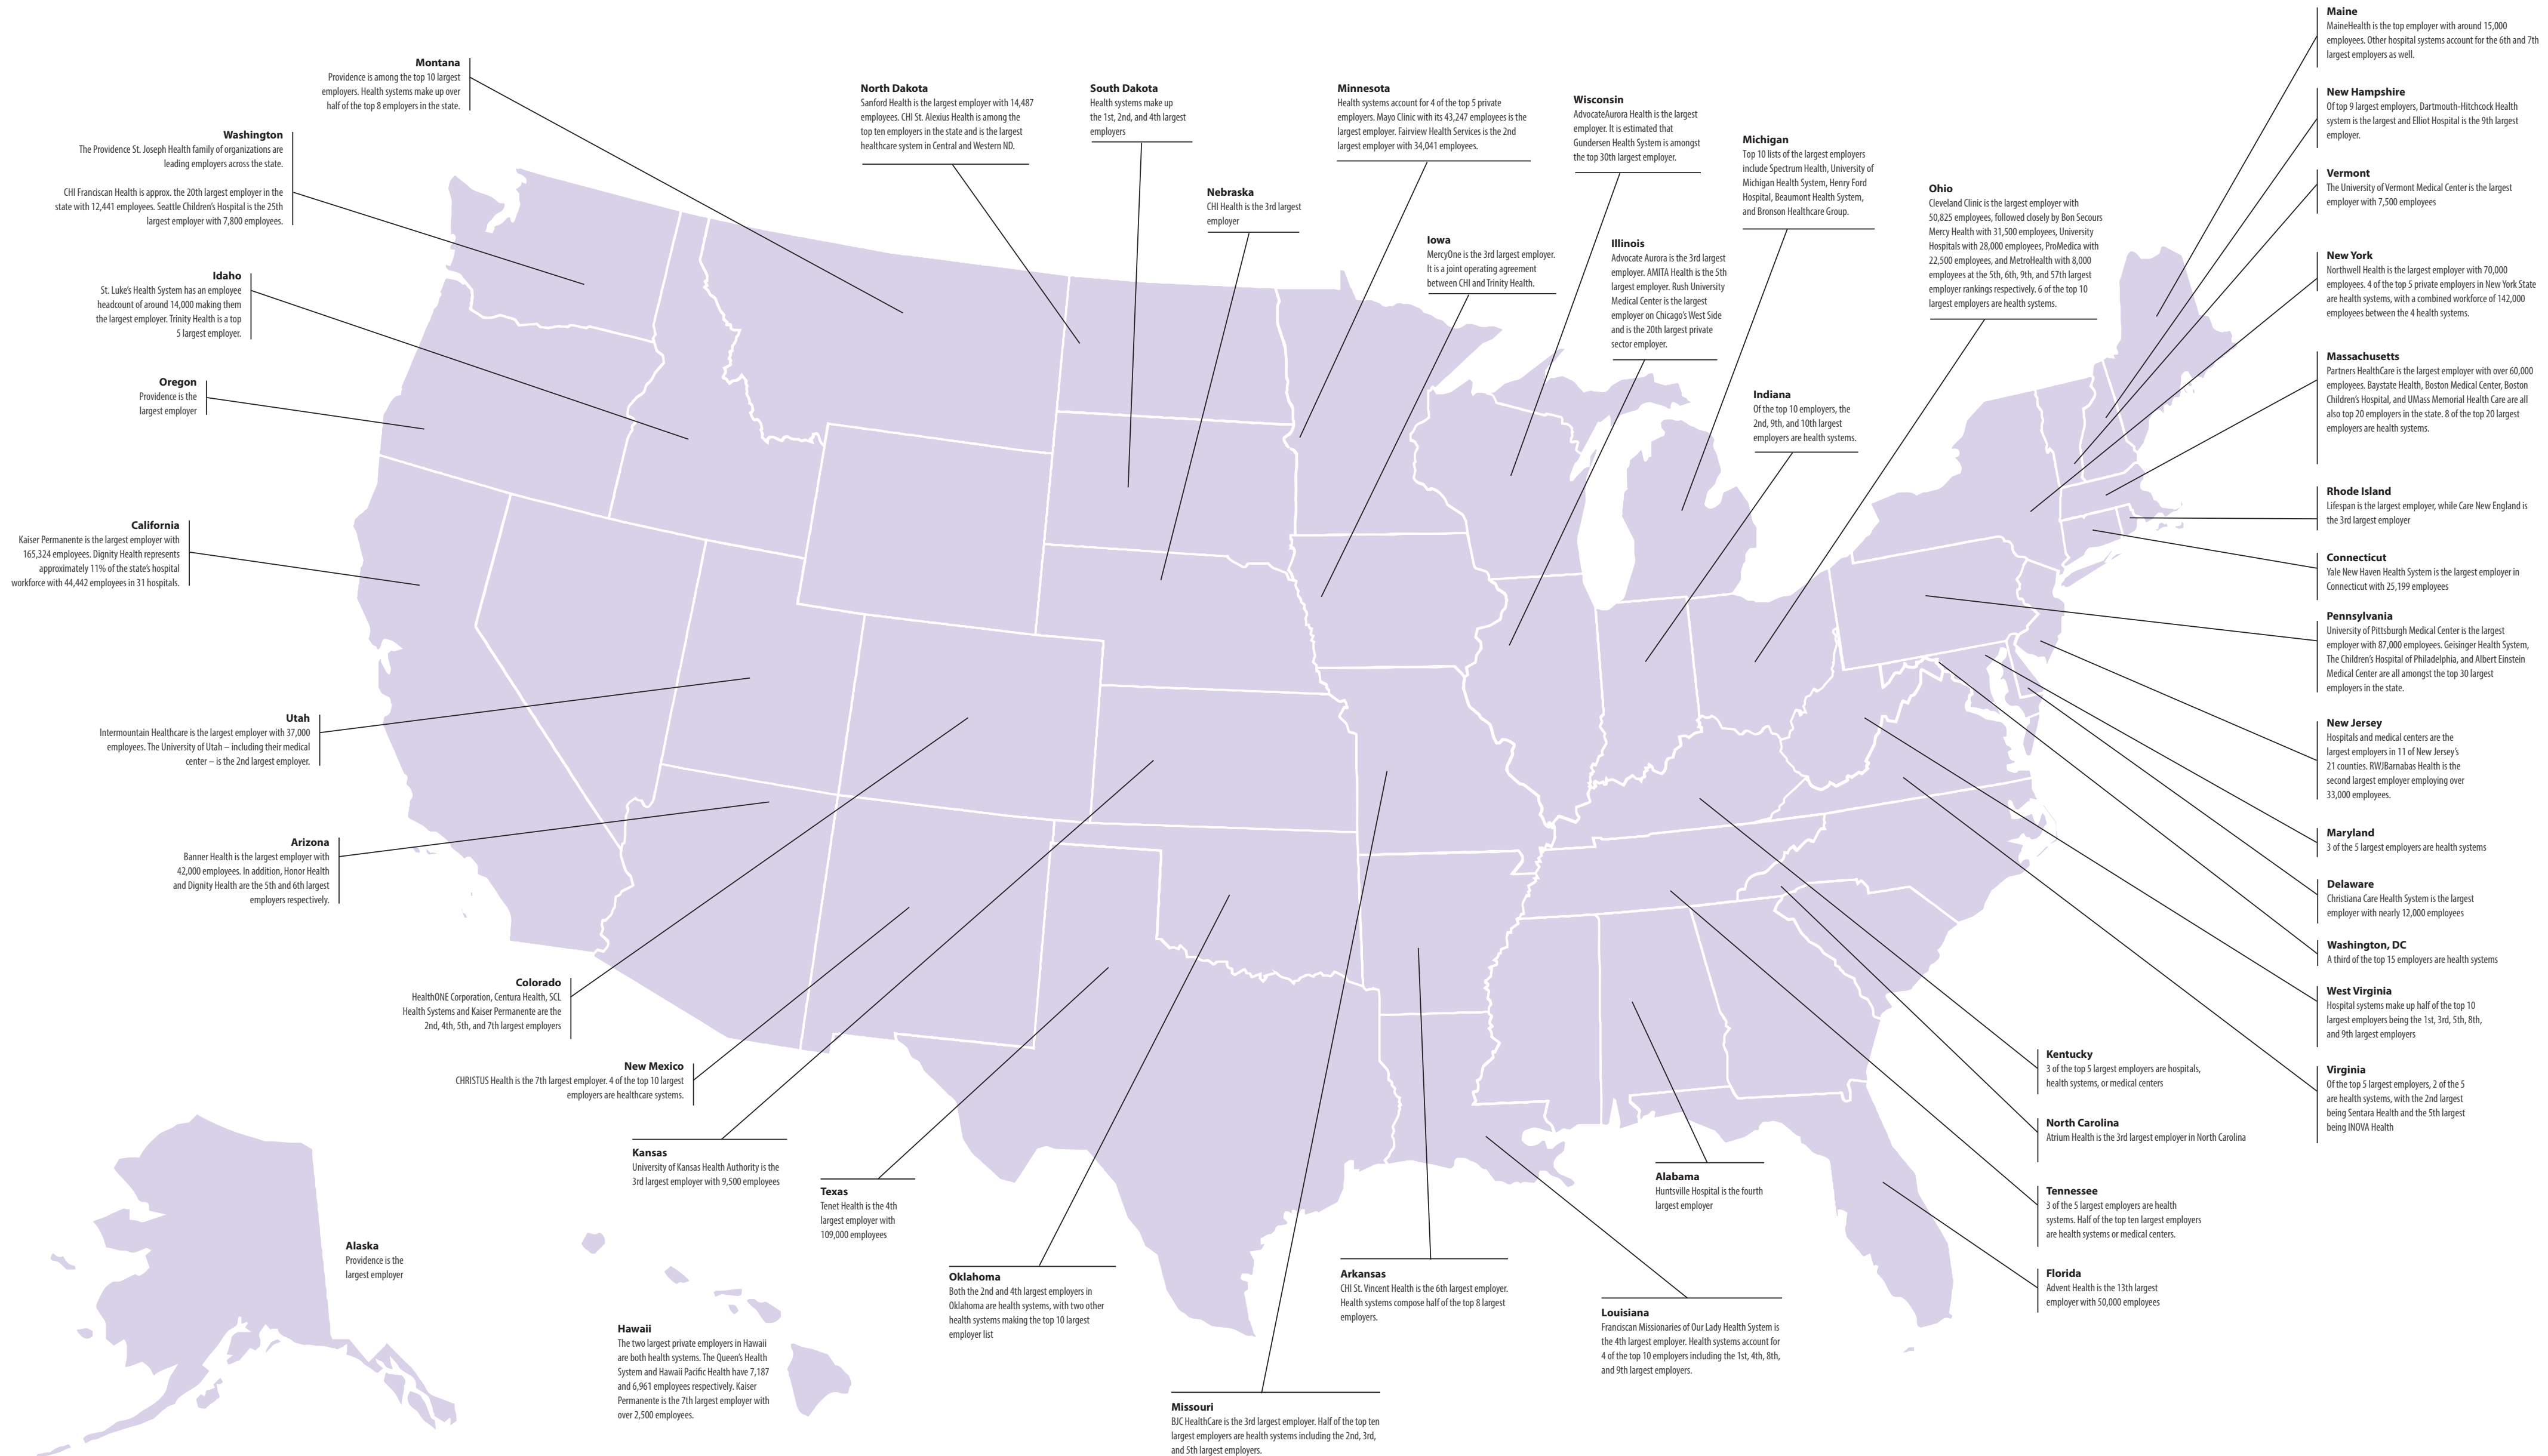 Montana
Providence is among the top 10 largest
employers. Health systems make up over
half of the top 8 employers in the state.
Washington
The Providence St. Joseph Health family of organizations are
leading employers across the state.
CHI Franciscan Health is approx. the 20th largest employer in the
state with 12,441 employees. Seattle Children's Hospital is the 25th
largest employer with 7,800 employees.
Idaho
St. Luke's Health System has an employee
headcount of around 14,000 making them
the largest employer. Trinity Health is a top
5 largest employer.
Oregon
Providence is the
largest employer
California
Kaiser Permanente is the largest employer with
165,324 employees. Dignity Health represents
approximately 11% of the state's hospital
workforce with 44,442 employees in 31 hospitals.
Utah
Intermountain Healthcare is the largest employer with 37,000
employees. The University of Utah – including their medical
center – is the 2nd largest employer.
Arizona
Banner Health is the largest employer with
42,000 employees. In addition, Honor Health
and Dignity Health are the 5th and 6th largest
employers respectively.
Colorado
HealthONE Corporation, Centura Health, SCL
Health Systems and Kaiser Permanente are the
2nd, 4th, 5th, and 7th largest employers
New Mexico
CHRISTUS Health is the 7th largest employer. 4 of the top 10 largest
employers are healthcare systems.
Kansas
University of Kansas Health Authority is the
3rd largest employer with 9,500 employees
Texas
Tenet Health is the 4th
largest employer with
109,000 employees
Oklahoma
Both the 2nd and 4th largest employers in
Oklahoma are health systems, with two other
health systems making the top 10 largest
employer list
Alaska
Providence is the
largest employer
Hawaii
The two largest private employers in Hawaii
are both health systems. The Queen's Health
System and Hawaii Pacific Health have 7,187
and 6,961 employees respectively. Kaiser
Permanente is the 7th largest employer with
over 2,500 employees.
North Dakota
Sanford Health is the largest employer with 14,487
employees. CHI St. Alexius Health is among the
top ten employers in the state and is the largest
healthcare system in Central and Western ND.
South Dakota
Health systems make up
the 1st, 2nd, and 4th largest
employers
Nebraska
CHI Health is the 3rd largest
employer
Minnesota
Health systems account for 4 of the top 5 private
employers. Mayo Clinic with its 43,247 employees is the
largest employer. Fairview Health Services is the 2nd
largest employer with 34,041 employees.
Iowa
MercyOne is the 3rd largest employer.
It is a joint operating agreement
between CHI and Trinity Health.
Wisconsin
AdvocateAurora Health is the largest
employer. It is estimated that
Gundersen Health System is amongst
the top 30th largest employer.
Illinois
Advocate Aurora is the 3rd largest
employer. AMITA Health is the 5th
largest employer. Rush University
Medical Center is the largest
employer on Chicago's West Side
and is the 20th largest private
sector employer.
Michigan
Top 10 lists of the largest employers
include Spectrum Health, University of
Michigan Health System, Henry Ford
Hospital, Beaumont Health System,
and Bronson Healthcare Group.
Indiana
Of the top 10 employers, the
2nd, 9th, and 10th largest
employers are health systems.
Ohio
Cleveland Clinic is the largest employer with
50,825 employees, followed closely by Bon Secours
Mercy Health with 31,500 employees, University
Hospitals with 28,000 employees, ProMedica with
22,500 employees, and MetroHealth with 8,000
employees at the 5th, 6th, 9th, and 57th largest
employer rankings respectively. 6 of the top 10
largest employers are health systems.
Maine
MaineHealth is the top employer with around 15,000
employees. Other hospital systems account for the 6th and 7th
largest employers as well.
New Hampshire
Of top 9 largest employers, Dartmouth-Hitchcock Health
system is the largest and Elliot Hospital is the 9th largest
employer.
Vermont
The University of Vermont Medical Center is the largest
employer with 7,500 employees
New York
Northwell Health is the largest employer with 70,000
employees. 4 of the top 5 private employers in New York State
are health systems, with a combined workforce of 142,000
employees between the 4 health systems.
Massachusetts
Partners HealthCare is the largest employer with over 60,000
employees. Baystate Health, Boston Medical Center, Boston
Children's Hospital, and UMass Memorial Health Care are all
also top 20 employers in the state. 8 of the top 20 largest
employers are health systems.
Rhode Island
Lifespan is the largest employer, while Care New England is
the 3rd largest employer
Connecticut
Yale New Haven Health System is the largest employer in
Connecticut with 25,199 employees
Pennsylvania
University of Pittsburgh Medical Center is the largest
employer with 87,000 employees. Geisinger Health System,
The Children's Hospital of Philadelphia, and Albert Einstein
Medical Center are all amongst the top 30 largest
employers in the state.
New Jersey
Hospitals and medical centers are the
largest employers in 11 of New Jersey's
21 counties. RWJBarnabas Health is the
second largest employer employing over
33,000 employees.
Maryland
3 of the 5 largest employers are health systems
Delaware
Christiana Care Health System is the largest
employer with nearly 12,000 employees
Washington, DC
A third of the top 15 employers are health systems
West Virginia
Hospital systems make up half of the top 10
largest employers being the 1st, 3rd, 5th, 8th,
and 9th largest employers
Virginia
Of the top 5 largest employers, 2 of the 5
are health systems, with the 2nd largest
being Sentara Health and the 5th largest
being INOVA Health
Kentucky
3 of the top 5 largest employers are hospitals,
health systems, or medical centers
North Carolina
Atrium Health is the 3rd largest employer in North Carolina
Tennessee
3 of the 5 largest employers are health
systems. Half of the top ten largest employers
are health systems or medical centers.
Florida
Advent Health is the 13th largest
employer with 50,000 employees
Alabama
Huntsville Hospital is the fourth
largest employer
Arkansas
CHI St. Vincent Health is the 6th largest employer.
Health systems compose half of the top 8 largest
employers.
Louisiana
Franciscan Missionaries of Our Lady Health System is
the 4th largest employer. Health systems account for
4 of the top 10 employers including the 1st, 4th, 8th,
and 9th largest employers.
Missouri
BJC HealthCare is the 3rd largest employer. Half of the top ten
largest employers are health systems including the 2nd, 3rd,
and 5th largest employers.